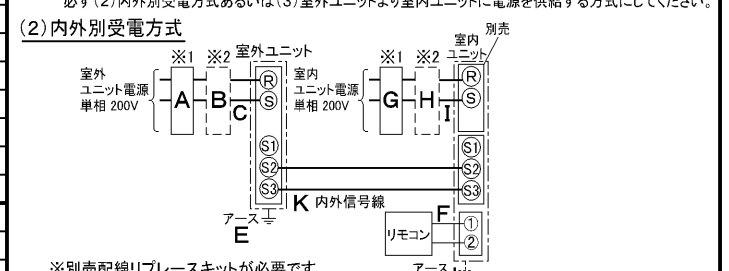 必ず(2)内外別受電方式あるいは(3)室外ユニットより室内ユニットに電源を供給する方式にしてください。
(2)内外別受電方式
※1 ※2 室外ユニット
室外
ユニット電源
単相 200V
A B C
R
S
S1
S2
S3
アース
E
K 内外信号線
※1 ※2
室内
ユニット
別売
室内
ユニット電源
単相 200V
G H I
R
S
S1
S2
S3
F
リモコン
①
②
アース
※別売配線リプレースキットが必要です